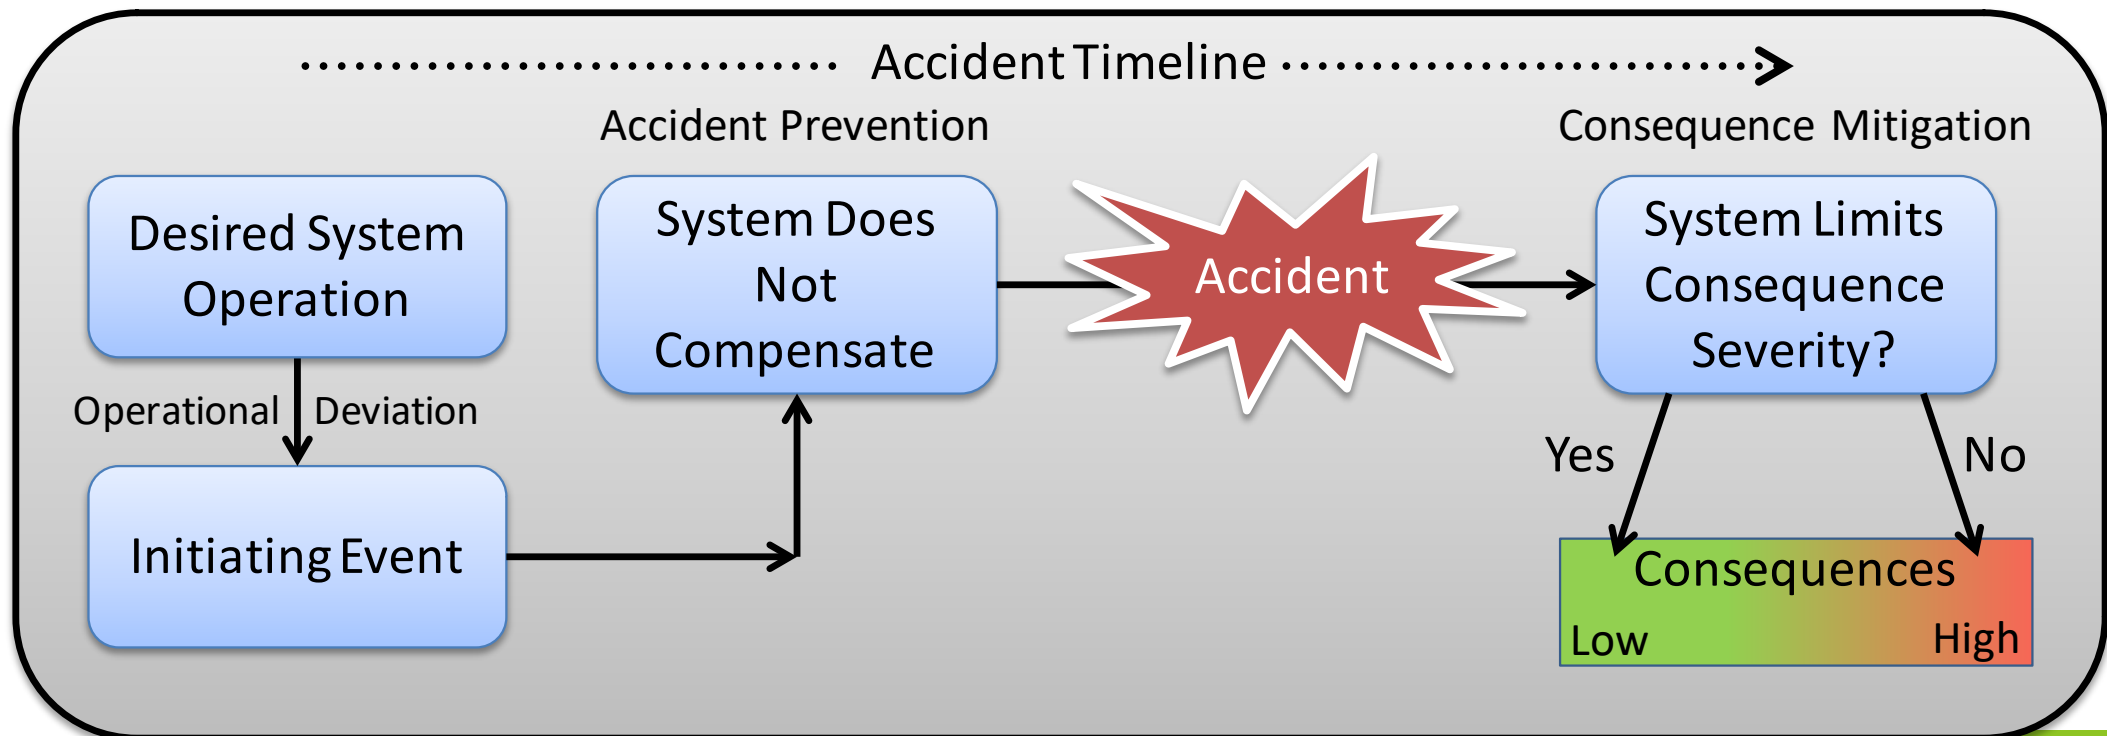 Accident Timeline
Accident Prevention
Consequence Mitigation
Desired System
Operation
System Does
Not
Compensate
Accident
System Limits
Consequence
Severity?
Operational Deviation
Yes
No
Initiating Event
Consequences
Low
High